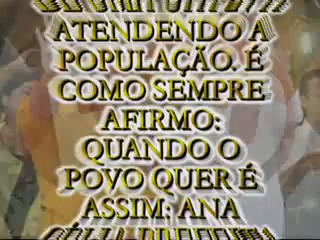 ATENDENDO A
POPULAÇÃO. É
COMO SEMPRE
AFIRMO:
QUANDO O
POVO QUER É
ASSIM: ANA